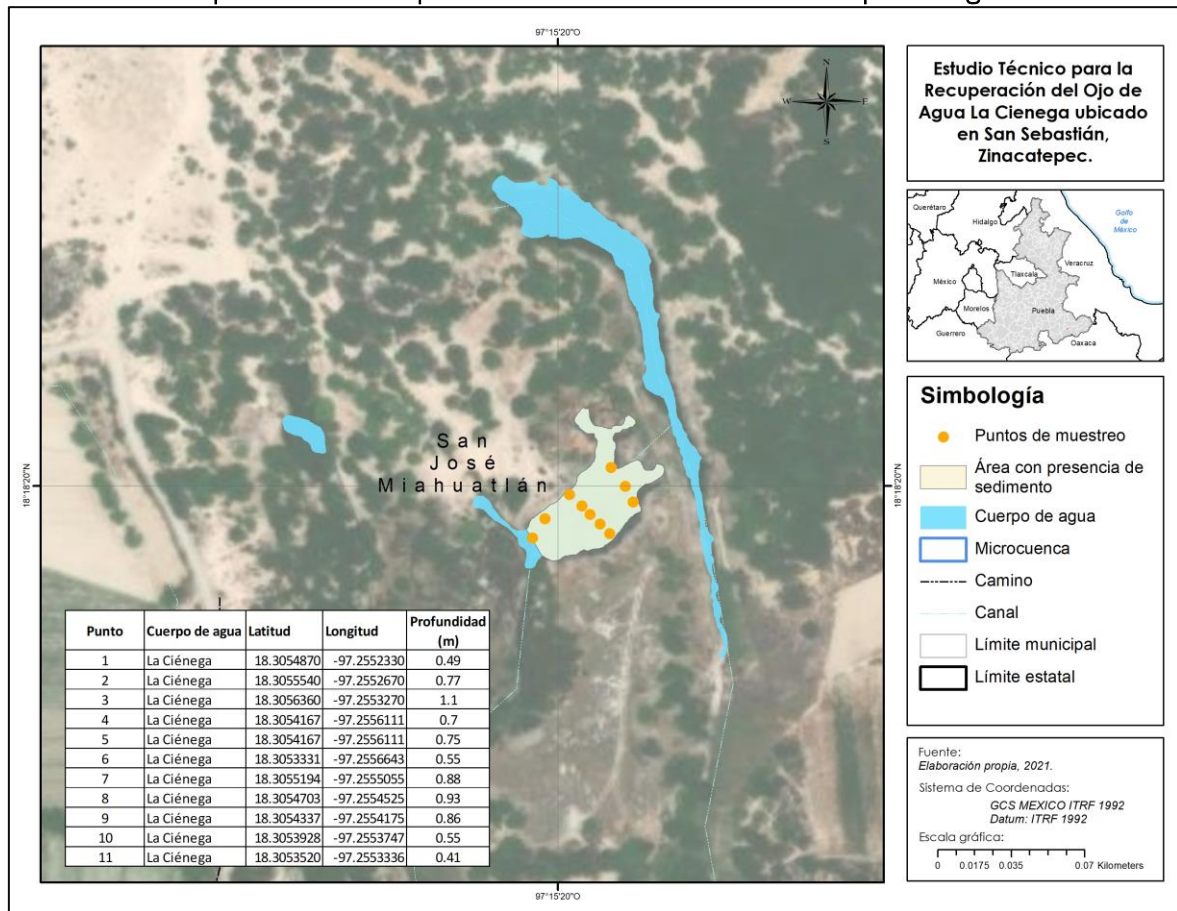 97°15'20"O
N
W E
S
San
José
Miahuatlán
18°18'20"N
18°18'20"N
Punto Cuerpo de agua Latitud Longitud Profundidad (m)
1 La Ciénega 18.3054870 -97.2552330 0.49
2 La Ciénega 18.3055540 -97.2552670 0.77
3 La Ciénega 18.3056360 -97.2553270 1.1
4 La Ciénega 18.3054167 -97.2556111 0.7
5 La Ciénega 18.3054167 -97.2556111 0.75
6 La Ciénega 18.3053331 -97.2556643 0.55
7 La Ciénega 18.3055194 -97.2555055 0.88
8 La Ciénega 18.3054703 -97.2554525 0.93
9 La Ciénega 18.3054337 -97.2554175 0.86
10 La Ciénega 18.3053928 -97.2553747 0.55
11 La Ciénega 18.3053520 -97.2553336 0.41
97°15'20"O
Estudio Técnico para la
Recuperación del Ojo de
Agua La Cienega ubicado
en San Sebastián,
Zinacatepec.
Querétaro
Hidalgo
Golfo
de
México
Tlaxcala
Veracruz
México
Morelos
Puebla
Guerrero
Oaxaca
Simbología
Puntos de muestreo
Área con presencia de
sedimento
Cuerpo de agua
Microcuenca
Camino
Canal
Límite municipal
Límite estatal
Fuente:
Elaboración propia, 2021.
Sistema de Coordenadas:
GCS MEXICO ITRF 1992
Datum: ITRF 1992
Escala gráfica:
0 0.0175 0.035 0.07 Kilometers